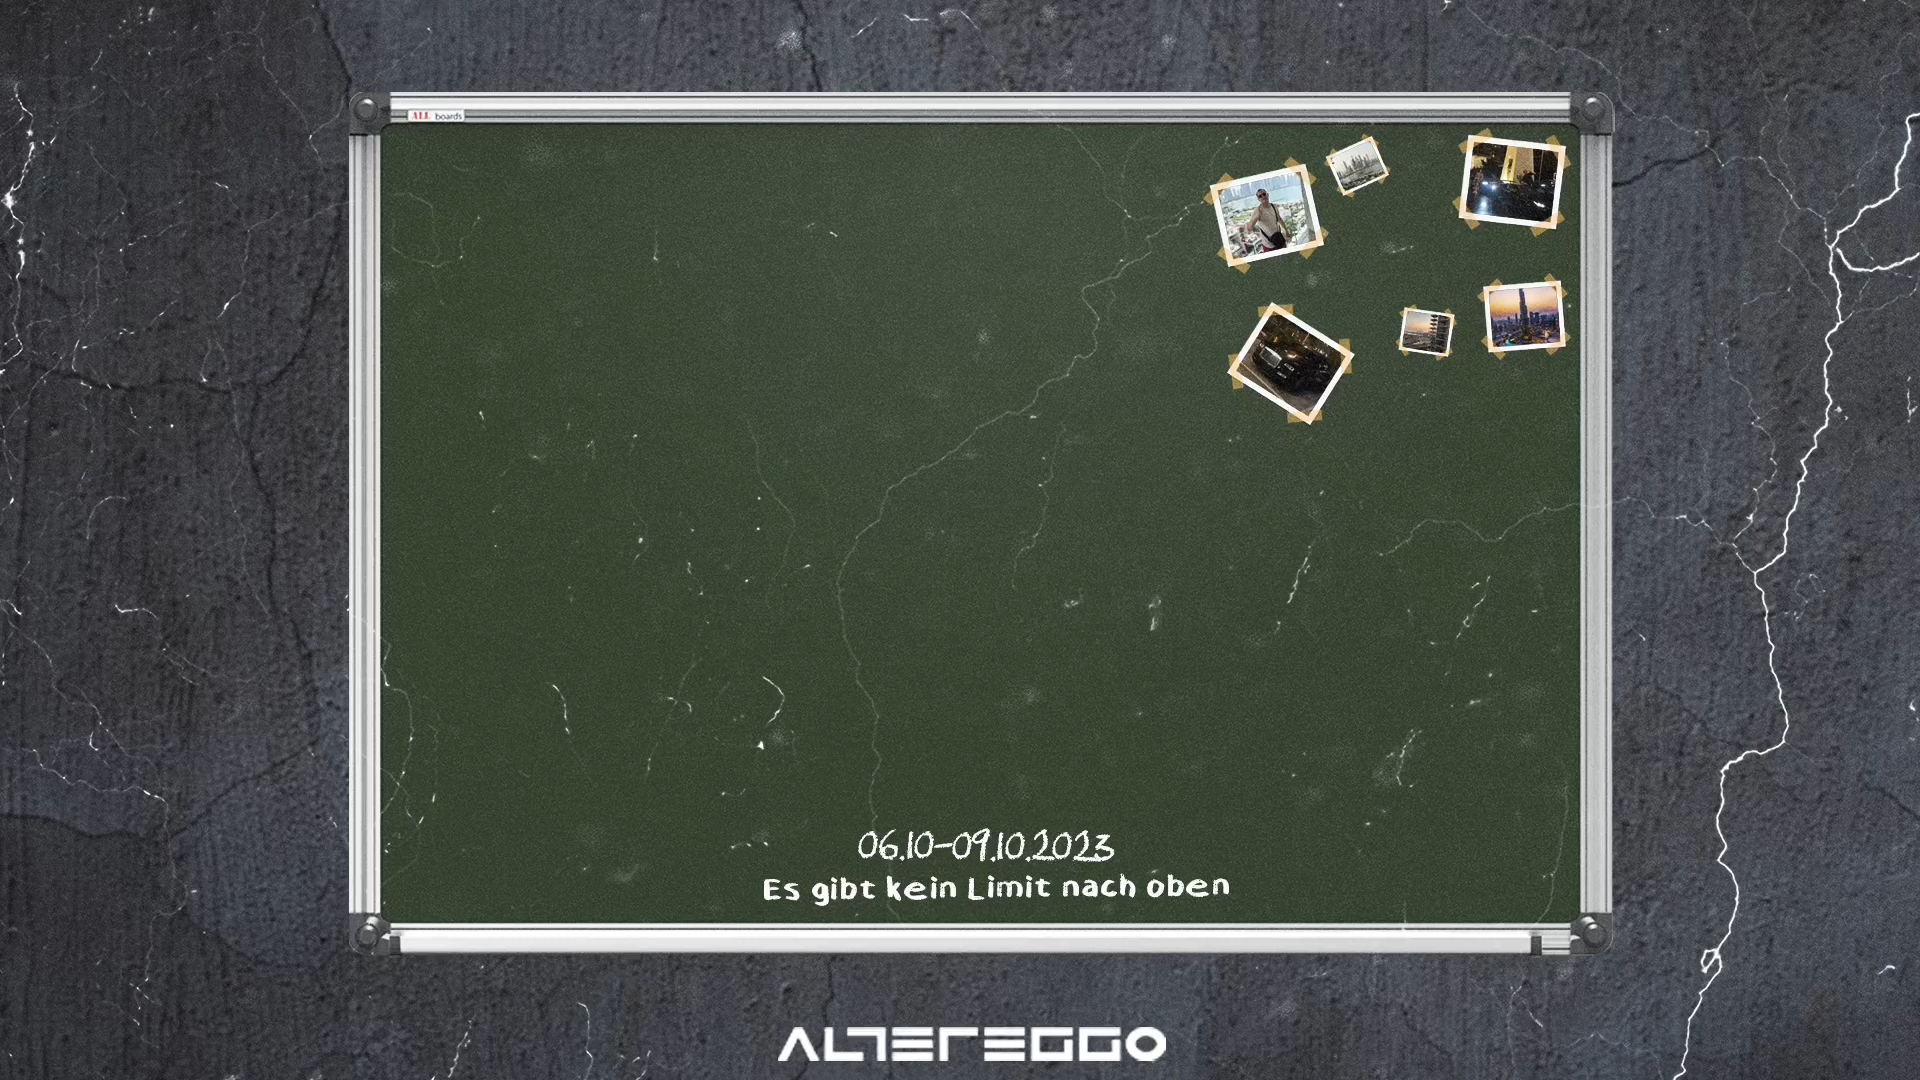 ALL boards
06.10-09.10.2023
Es gibt kein Limit nach oben
ALTEREGGO